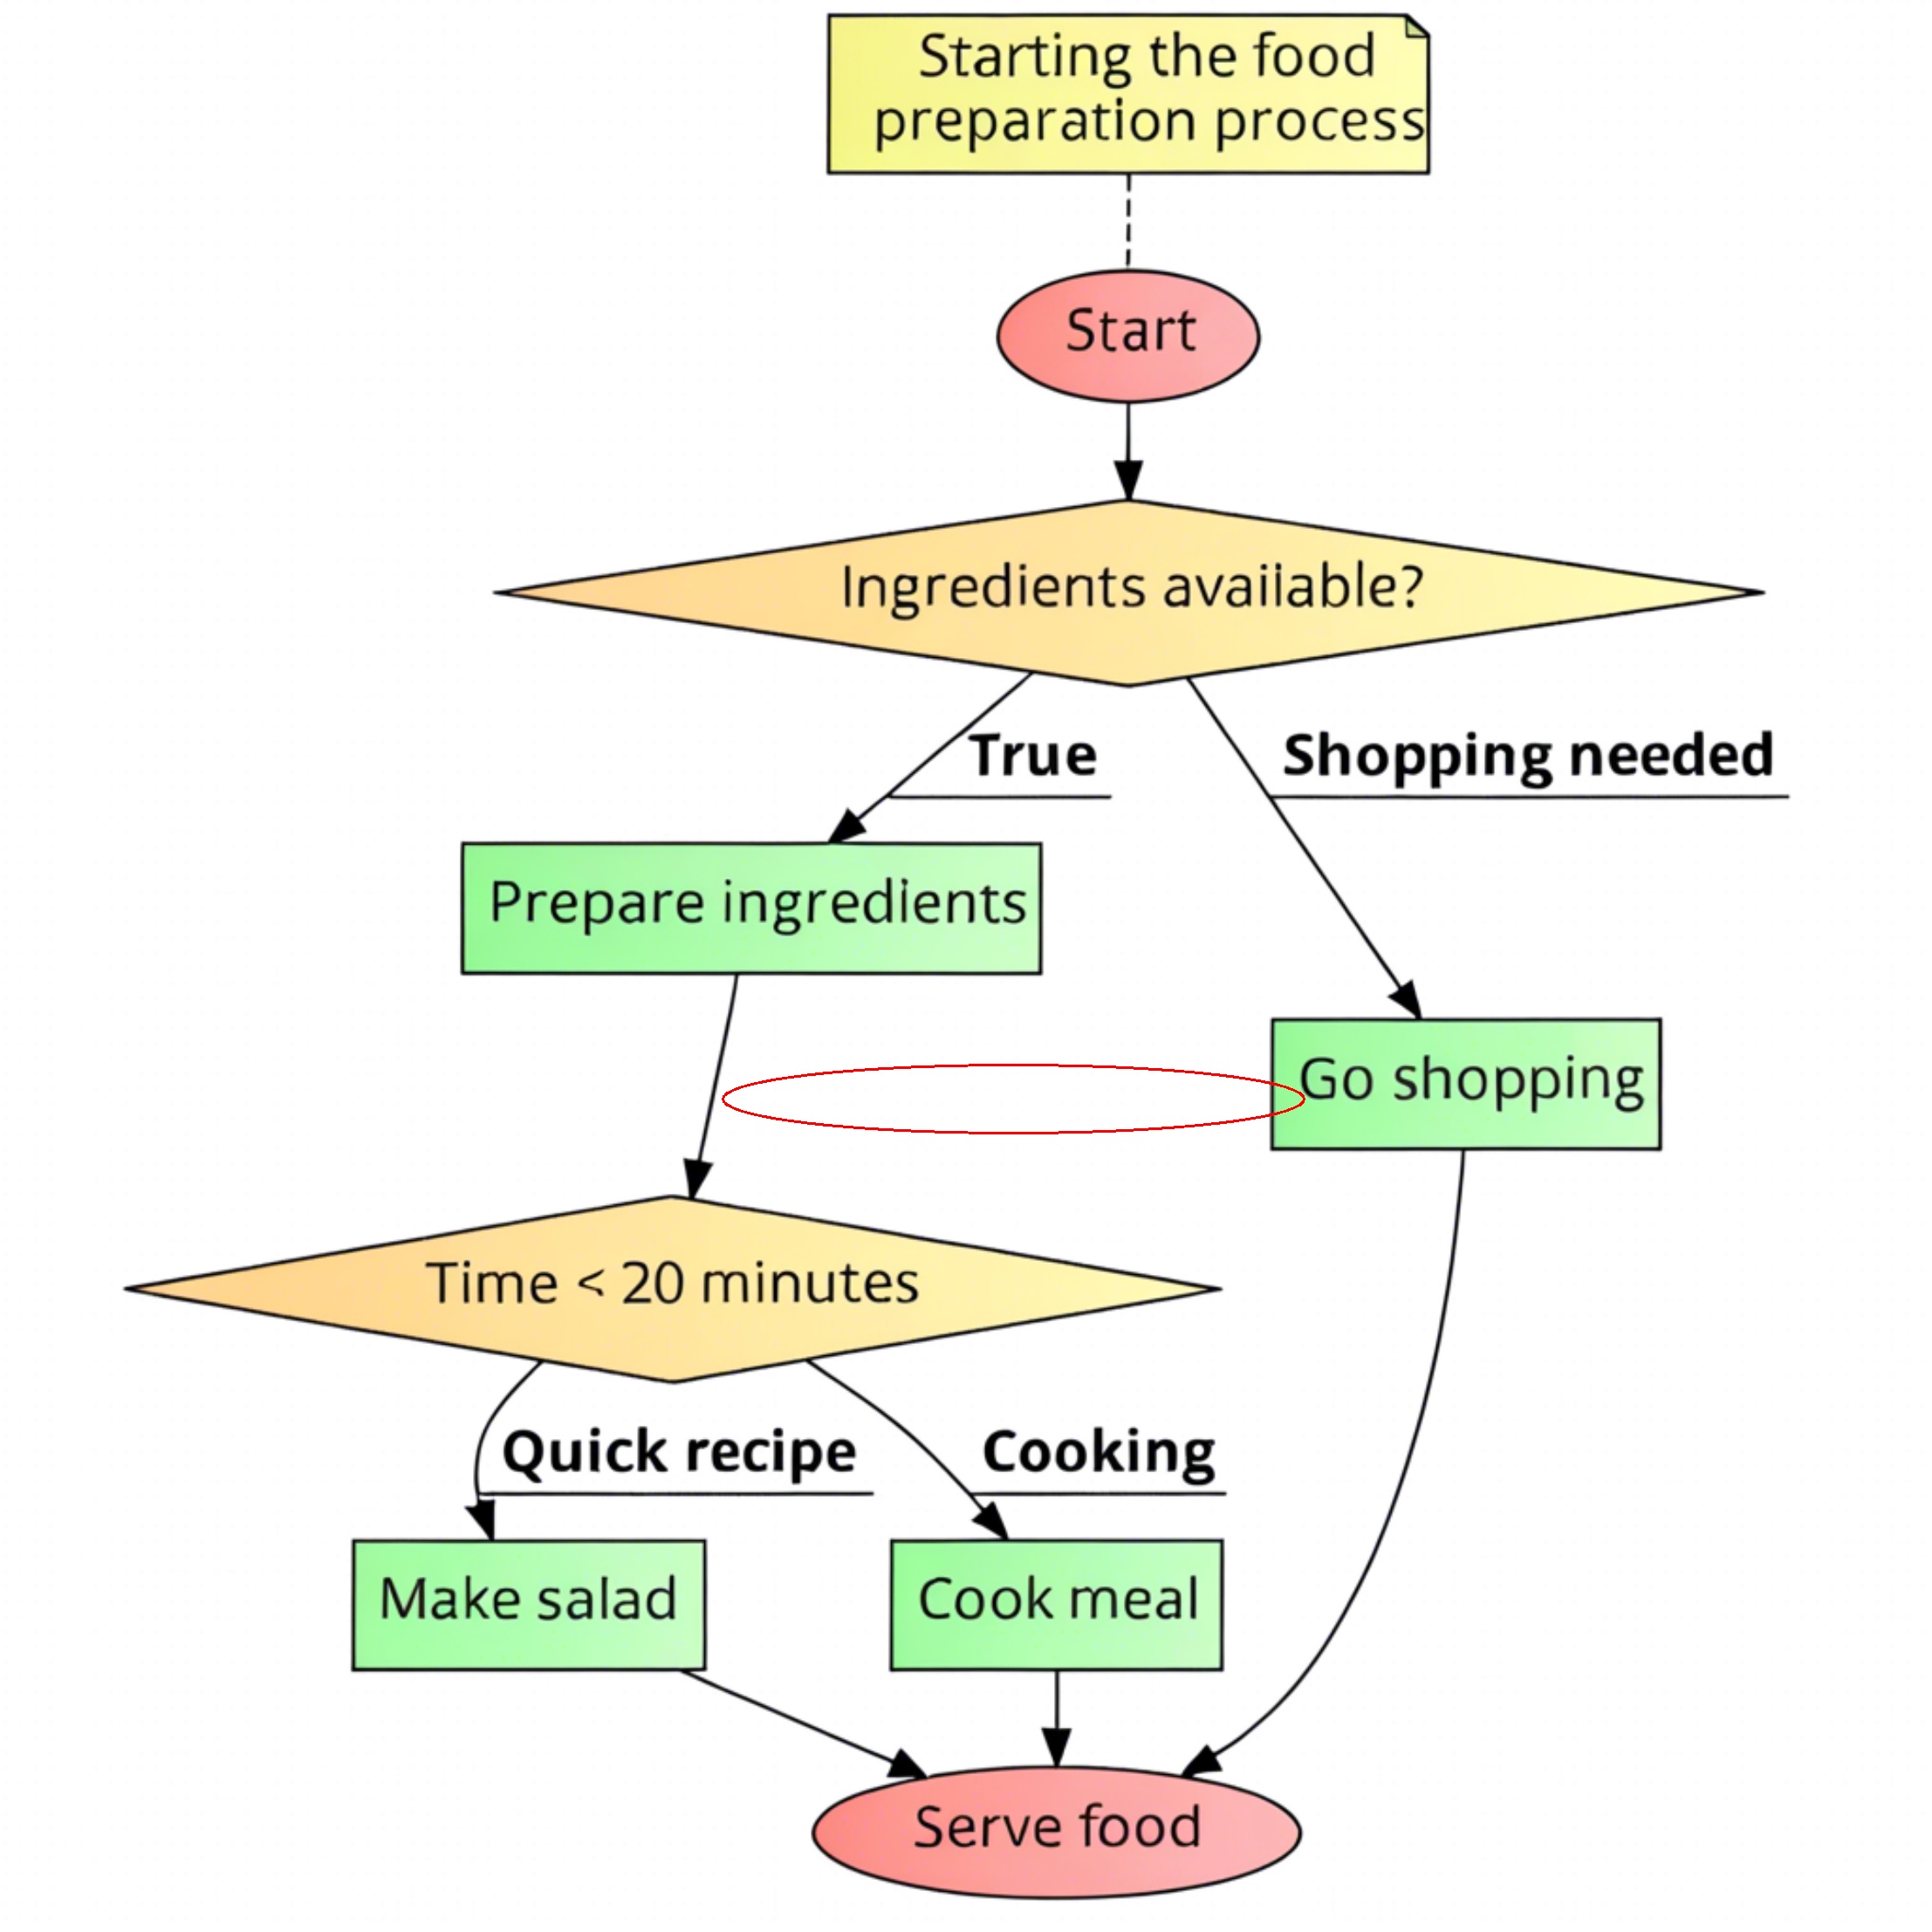 Starting the food
preparation process
Start
Ingredients available?
True
Shopping needed
Prepare ingredients
Go shopping
Time < 20 minutes
Quick recipe
Cooking
Make salad
Cook meal
Serve food